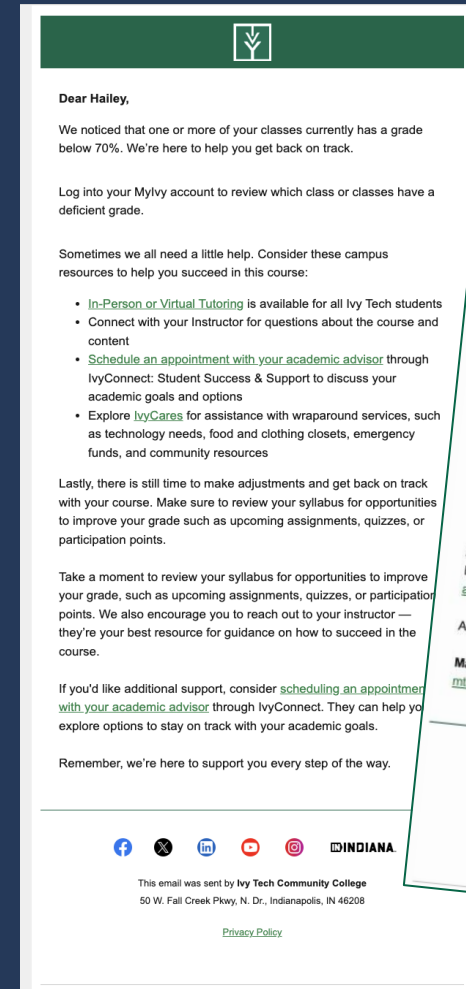 Dear Hailey,
We noticed that one or more of your classes currently has a grade
below 70%. We’re here to help you get back on track.
Log into your MyIvy account to review which class or classes have a
deficient grade.
Sometimes we all need a little help. Consider these campus
resources to help you succeed in this course:
• In-Person or Virtual Tutoring is available for all Ivy Tech students
• Connect with your Instructor for questions about the course and
content
• Schedule an appointment with your academic advisor through
IvyConnect: Student Success & Support to discuss your
academic goals and options
• Explore IvyCares for assistance with wraparound services, such
as technology needs, food and clothing closets, emergency
funds, and community resources
Lastly, there is still time to make adjustments and get back on track
with your course. Make sure to review your syllabus for opportunities
to improve your grade such as upcoming assignments, quizzes, or
participation points.
Take a moment to review your syllabus for opportunities to improve
your grade, such as upcoming assignments, quizzes, or participation
points. We also encourage you to reach out to your instructor —
they’re your best resource for guidance on how to succeed in the
course.
If you'd like additional support, consider scheduling an
with your academic advisor through IvyConnect. They can help
explore options to stay on track with your academic goals.
Remember, we’re here to support you every step of the way.
IN INDIANA.
This email was sent by Ivy Tech Community College
50 W. Fall Creek Pkwy, N. Dr., Indianapolis, IN 46208
Privacy Policy